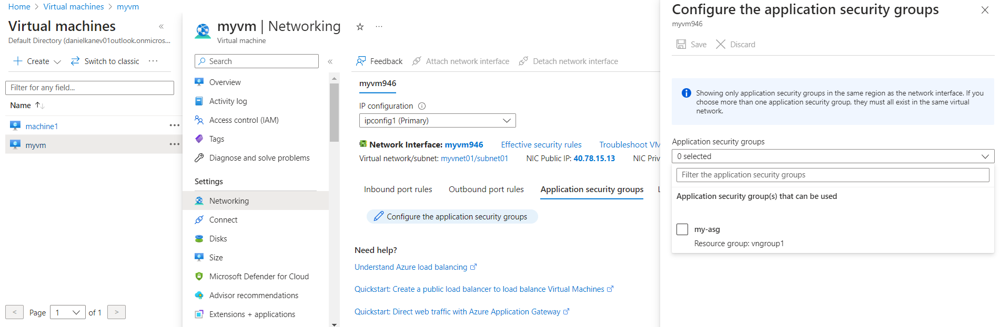 Home > Virtual machines > myvm
Virtual machines «
Default Directory (danielkanev01outlook.onmicros...
+ Create Switch to classic ...
Filter for any field...
Name ↑↓
machine1 •••
myvm •••
< Page 1 of 1 >
myvm | Networking ☆ ...
Virtual machine
Search «
Overview
Activity log
Access control (IAM)
Tags
Diagnose and solve problems
Settings
Networking
Connect
Disks
Size
Microsoft Defender for Cloud
Advisor recommendations
Extensions + applications
Feedback Attach network interface Detach network interface
myvm946
IP configuration
ipconfig1 (Primary)
Network Interface: myvm946 Effective security rules Troubleshoot VM
Virtual network/subnet: myvnet01/subnet01 NIC Public IP: 40.78.15.13 NIC Priv
Inbound port rules Outbound port rules Application security groups L
Configure the application security groups
Need help?
Understand Azure load balancing
Quickstart: Create a public load balancer to load balance Virtual Machines
Quickstart: Direct web traffic with Azure Application Gateway
Configure the application security groups
myvm946
Save Discard
Showing only application security groups in the same region as the network interface. If you
choose more than one application security group, they must all exist in the same virtual
network.
Application security groups
0 selected
Filter the application security groups
Application security group(s) that can be used
my-asg
Resource group: vngroup1